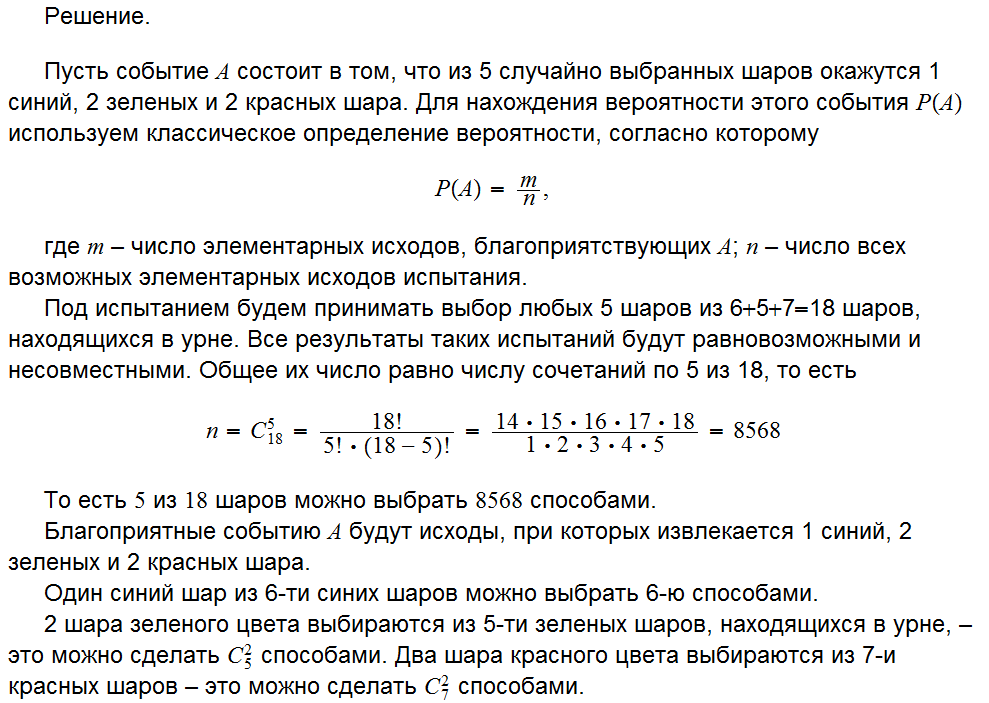 Решение.
Пусть событие A состоит в том, что из 5 случайно выбранных шаров окажутся 1
синий, 2 зеленых и 2 красных шара. Для нахождения вероятности этого события P(A)
используем классическое определение вероятности, согласно которому
P(A) = m/n,
где m – число элементарных исходов, благоприятствующих A; n – число всех
возможных элементарных исходов испытания.
Под испытанием будем принимать выбор любых 5 шаров из 6+5+7=18 шаров,
находящихся в урне. Все результаты таких испытаний будут равновозможными и
несовместными. Общее их число равно числу сочетаний по 5 из 18, то есть
n = C_18^5 = 18! / (5! • (18 – 5)!) = (14 • 15 • 16 • 17 • 18) / (1 • 2 • 3 • 4 • 5) = 8568
То есть 5 из 18 шаров можно выбрать 8568 способами.
Благоприятные событию A будут исходы, при которых извлекается 1 синий, 2
зеленых и 2 красных шара.
Один синий шар из 6-ти синих шаров можно выбрать 6-ю способами.
2 шара зеленого цвета выбираются из 5-ти зеленых шаров, находящихся в урне, –
это можно сделать C_5^2 способами. Два шара красного цвета выбираются из 7-и
красных шаров – это можно сделать C_7^2 способами.